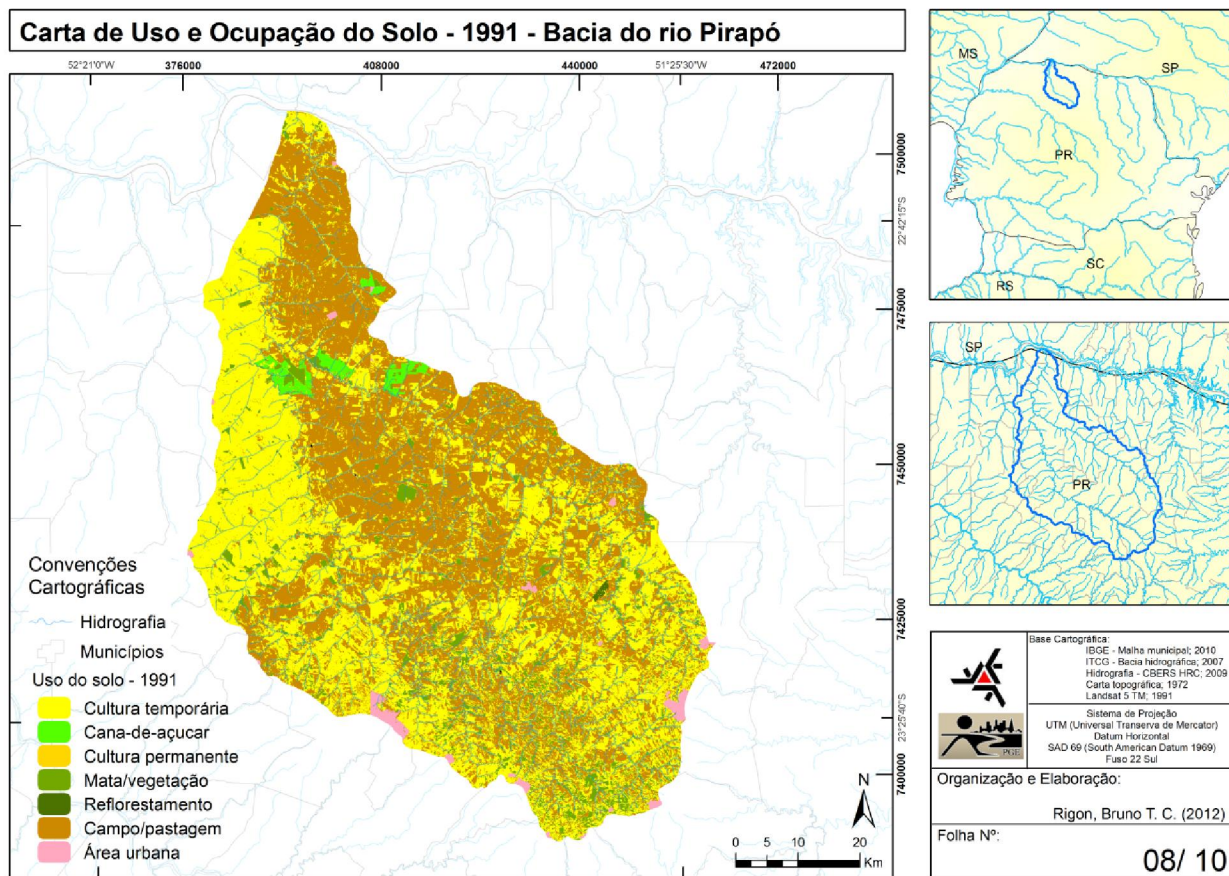 Carta de Uso e Ocupação do Solo - 1991 - Bacia do rio Pirapó
52°21'0"W
376000
408000
440000
51°25'30"W
472000
7500000
22°42'15"S
7475000
7450000
7425000
23°25'40"S
7400000
Convenções
Cartográficas
Hidrografia
Municípios
Uso do solo - 1991
Cultura temporária
Cana-de-açucar
Cultura permanente
Mata/vegetação
Reflorestamento
Campo/pastagem
Área urbana
N
0 5 10 20
Km
MS
SP
PR
SC
RS
SP
PR
Base Cartográfica:
IBGE - Malha municipal; 2010
ITCG - Bacia hidrográfica; 2007
Hidrografia - CBERS HRC; 2009
Carta topográfica; 1972
Landsat 5 TM; 1991
Sistema de Projeção
UTM (Universal Transversa de Mercator)
Datum Horizontal
SAD 69 (South American Datum 1969)
Fuso 22 Sul
PGE
Organização e Elaboração:
Rigon, Bruno T. C. (2012)
Folha Nº:
08/ 10